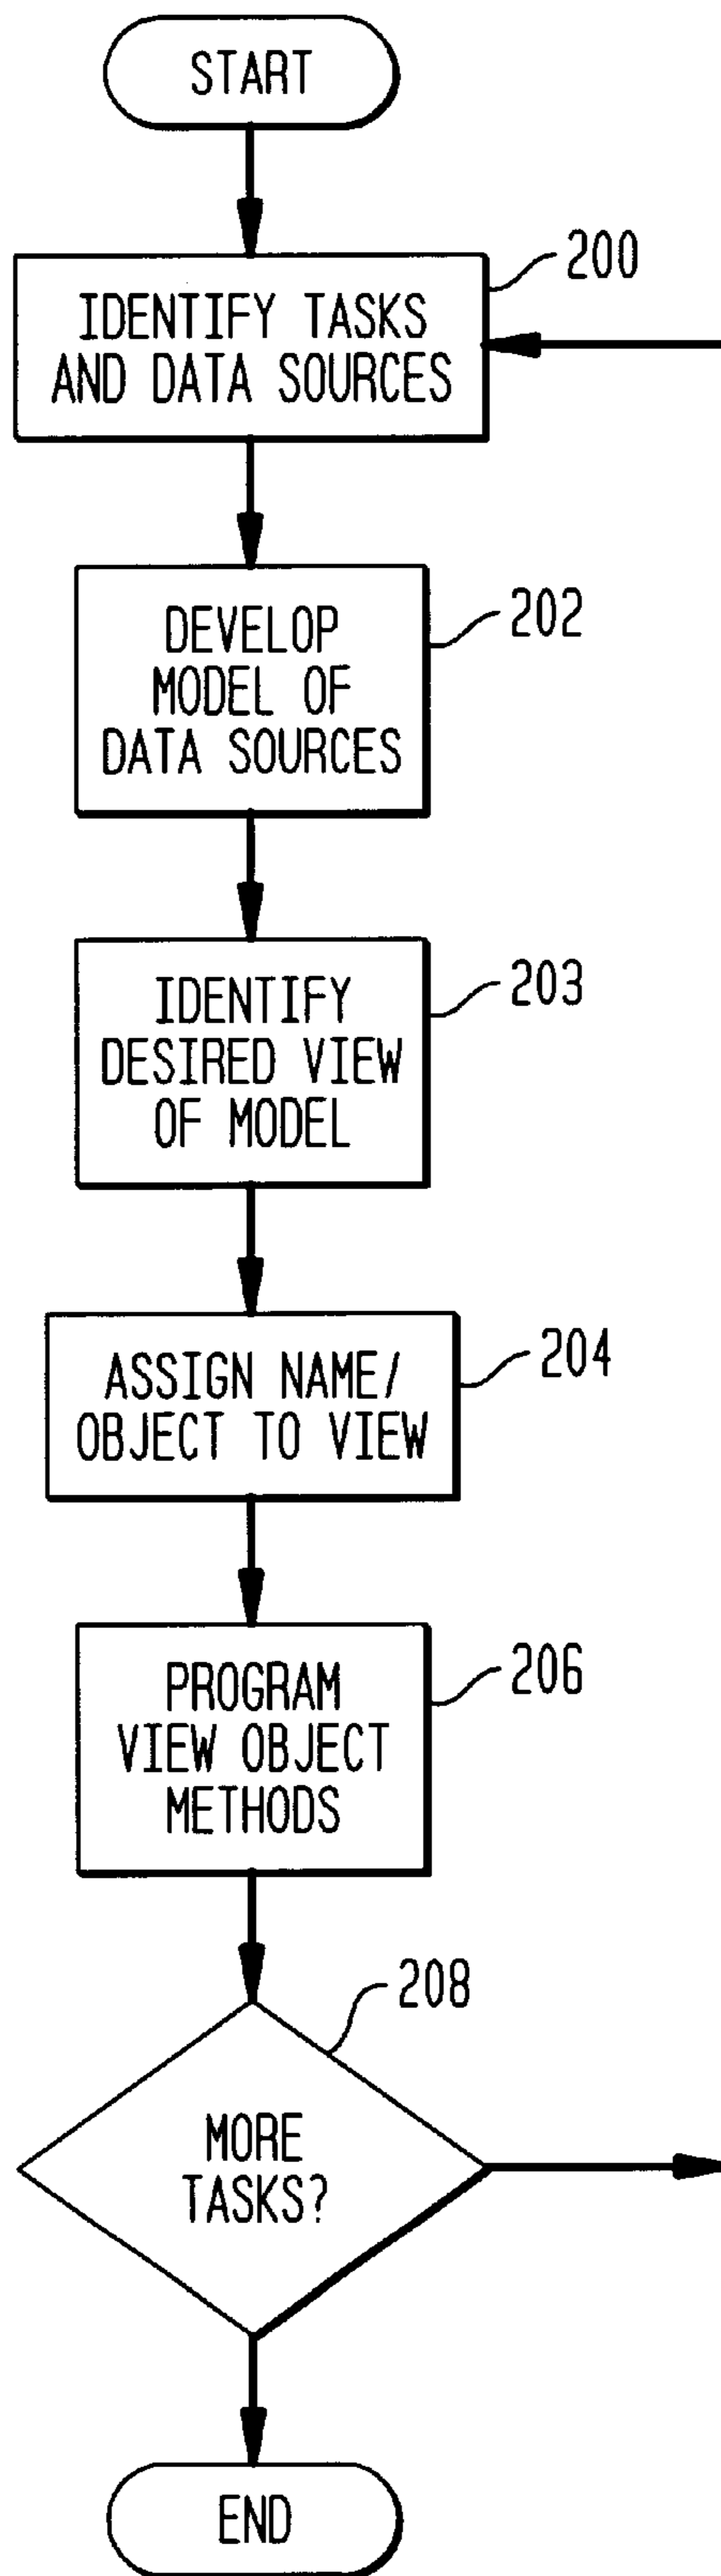 START
200
IDENTIFY TASKS
AND DATA SOURCES
202
DEVELOP
MODEL OF
DATA SOURCES
203
IDENTIFY
DESIRED VIEW
OF MODEL
204
ASSIGN NAME/
OBJECT TO VIEW
206
PROGRAM
VIEW OBJECT
METHODS
208
MORE
TASKS?
END